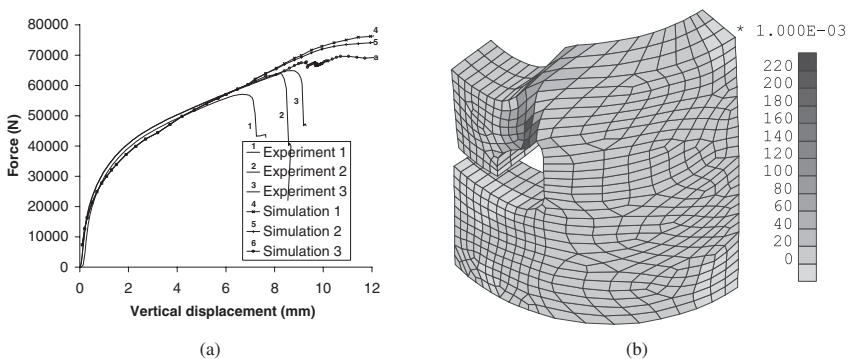 80000
70000
60000
50000
40000
30000
20000
10000
0
Force (N)
0 2 4 6 8 10 12
Vertical displacement (mm)
1
2
3
4
5
a
1 Experiment 1
2 Experiment 2
3 Experiment 3
4 Simulation 1
5 Simulation 2
6 Simulation 3
(a)
* 1.000E-03
220
200
180
160
140
120
100
80
60
40
20
0
(b)